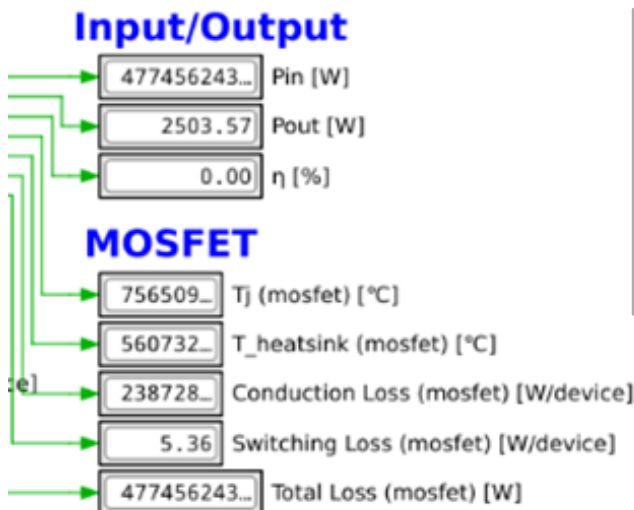 Input/Output
477456243… Pin [W]
2503.57 Pout [W]
0.00 η [%]
MOSFET
756509… Tj (mosfet) [°C]
560732… T_heatsink (mosfet) [°C]
ce]
238728… Conduction Loss (mosfet) [W/device]
5.36 Switching Loss (mosfet) [W/device]
477456243… Total Loss (mosfet) [W]